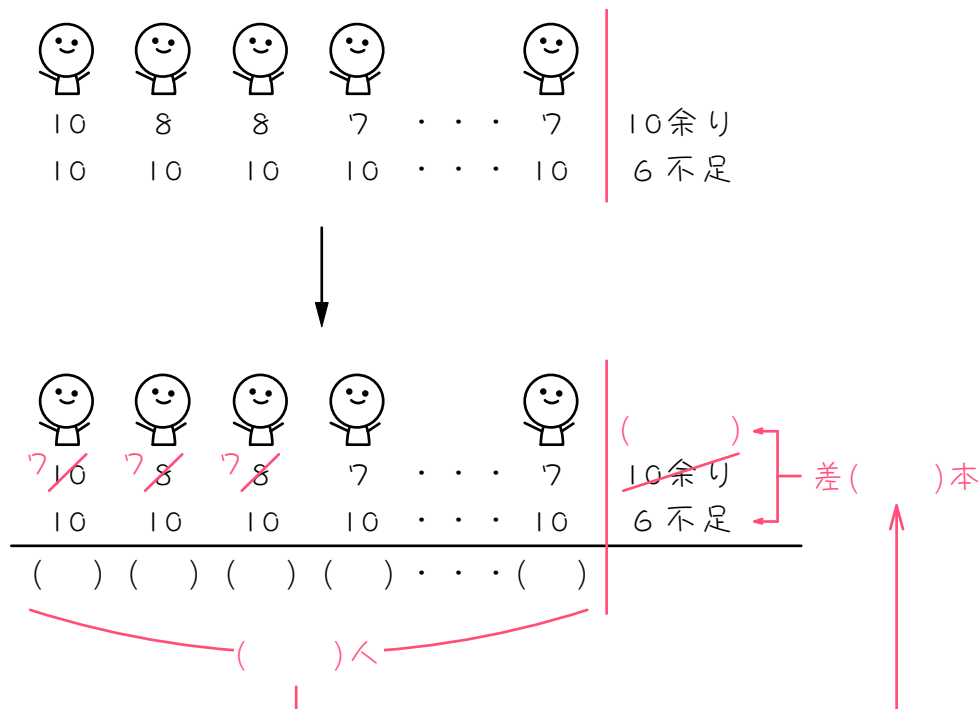 10 8 8 7 ・・・ 7 10余り
10 10 10 10 ・・・ 10 6不足
( )
7 7 7
10 8 8 7 ・・・ 7 10余り 差( )本
10 10 10 10 ・・・ 10 6不足
( ) ( ) ( ) ( ) ・・・ ( )
( )人